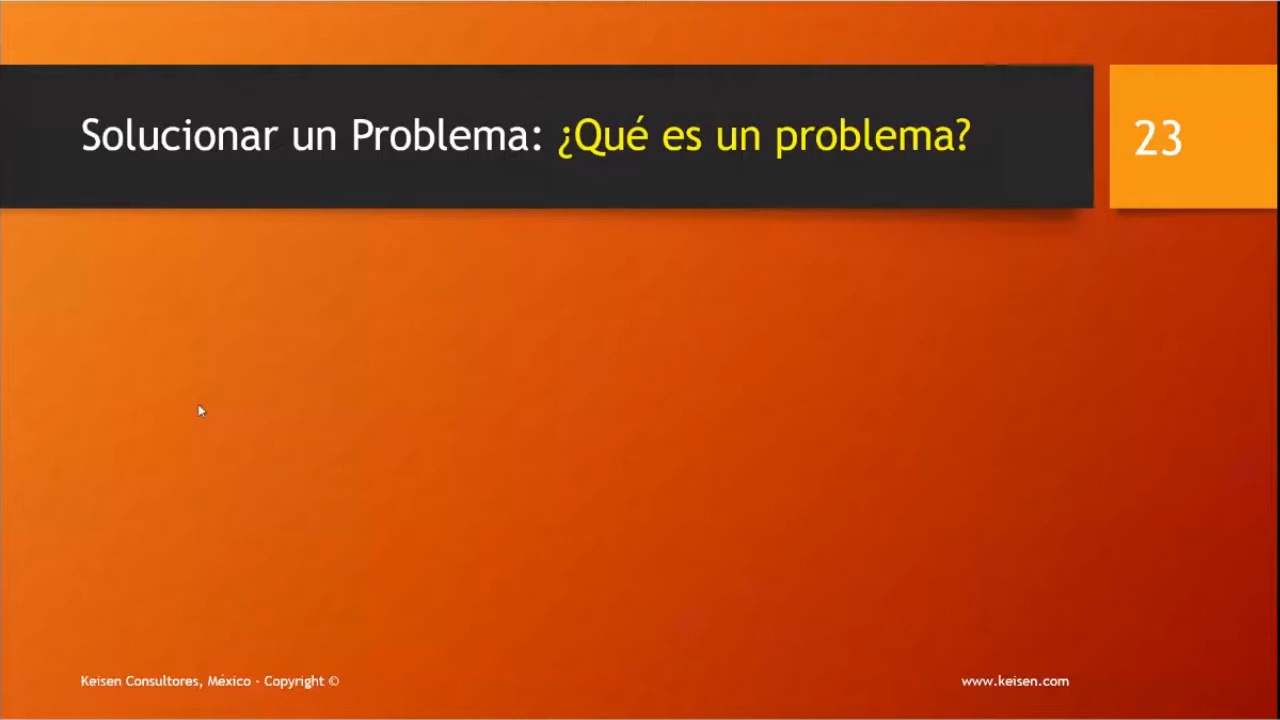 Solucionar un Problema: ¿Qué es un problema?
23
Keisen Consultores, México - Copyright ©
www.keisen.com